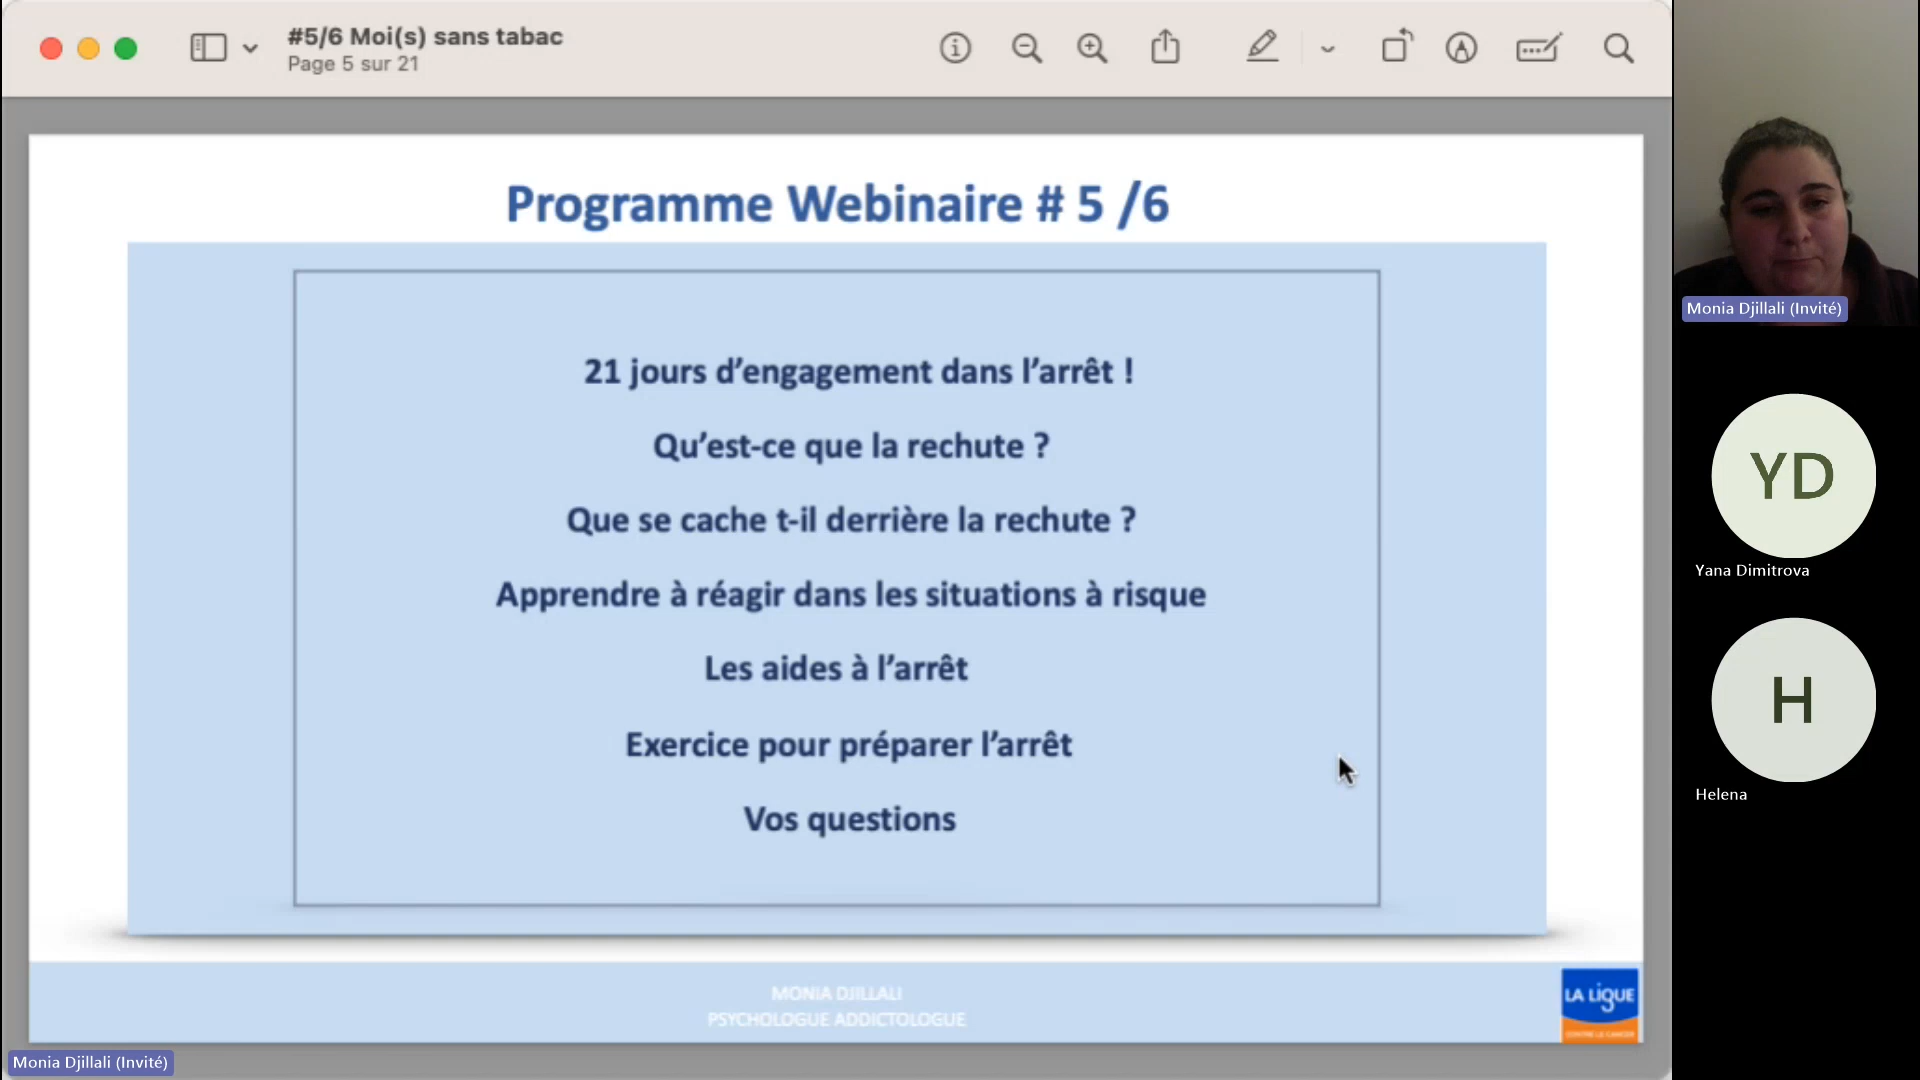 #5/6 Moi(s) sans tabac
Page 5 sur 21
Programme Webinaire # 5 /6
21 jours d’engagement dans l’arrêt !
Qu’est-ce que la rechute ?
Que se cache t-il derrière la rechute ?
Apprendre à réagir dans les situations à risque
Les aides à l’arrêt
Exercice pour préparer l’arrêt
Vos questions
MONIA DJILLALI
PSYCHOLOGUE ADDICTOLOGUE
LA LIGUE
CONTRE LE CANCER
Monia Djillali (Invité)
Monia Djillali (Invité)
YD
Yana Dimitrova
H
Helena